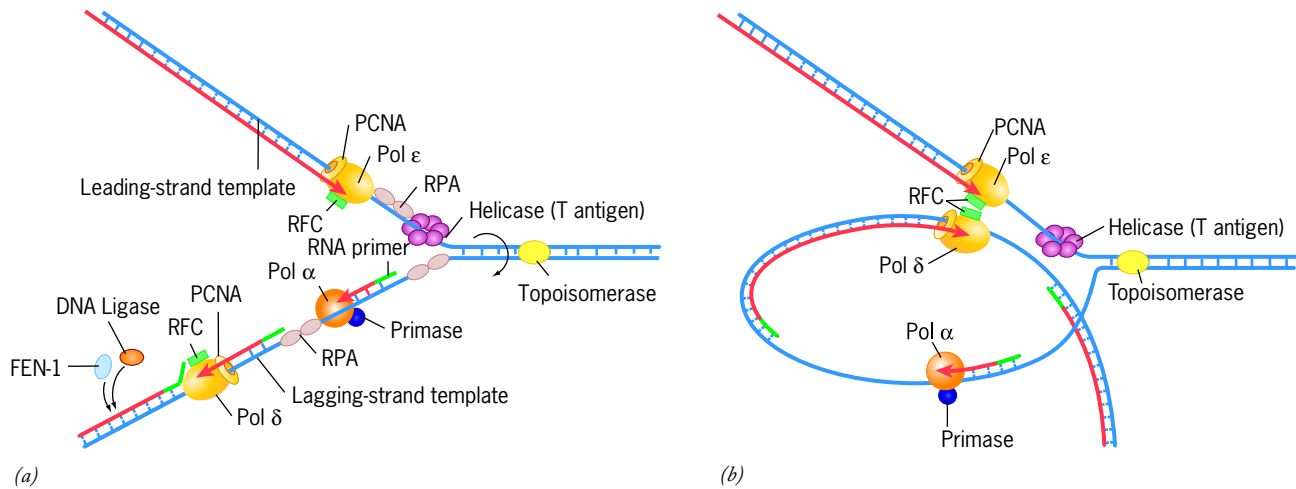 PCNA
Pol ε
Leading-strand template
RPA
RFC
Helicase (T antigen)
RNA primer
Pol α
Topoisomerase
PCNA
DNA Ligase
RFC
Primase
FEN-1
RPA
Lagging-strand template
Pol δ
(a)
PCNA
Pol ε
RFC
Helicase (T antigen)
Pol δ
Topoisomerase
Pol α
Primase
(b)